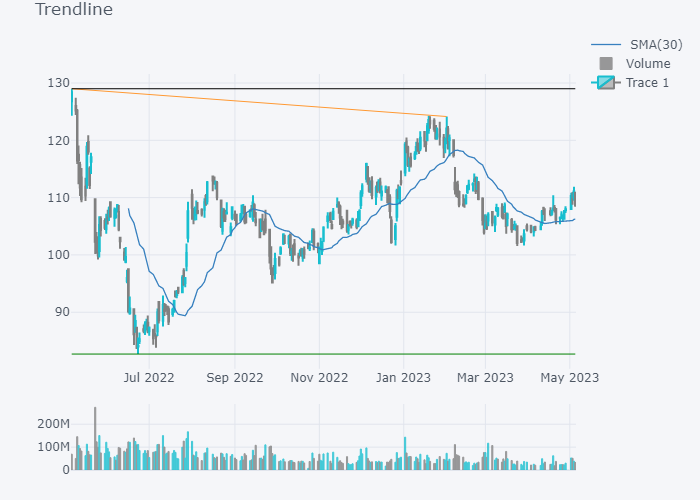 Trendline
SMA(30)
Volume
Trace 1
130
120
110
100
90
Jul 2022
Sep 2022
Nov 2022
Jan 2023
Mar 2023
May 2023
200M
100M
0